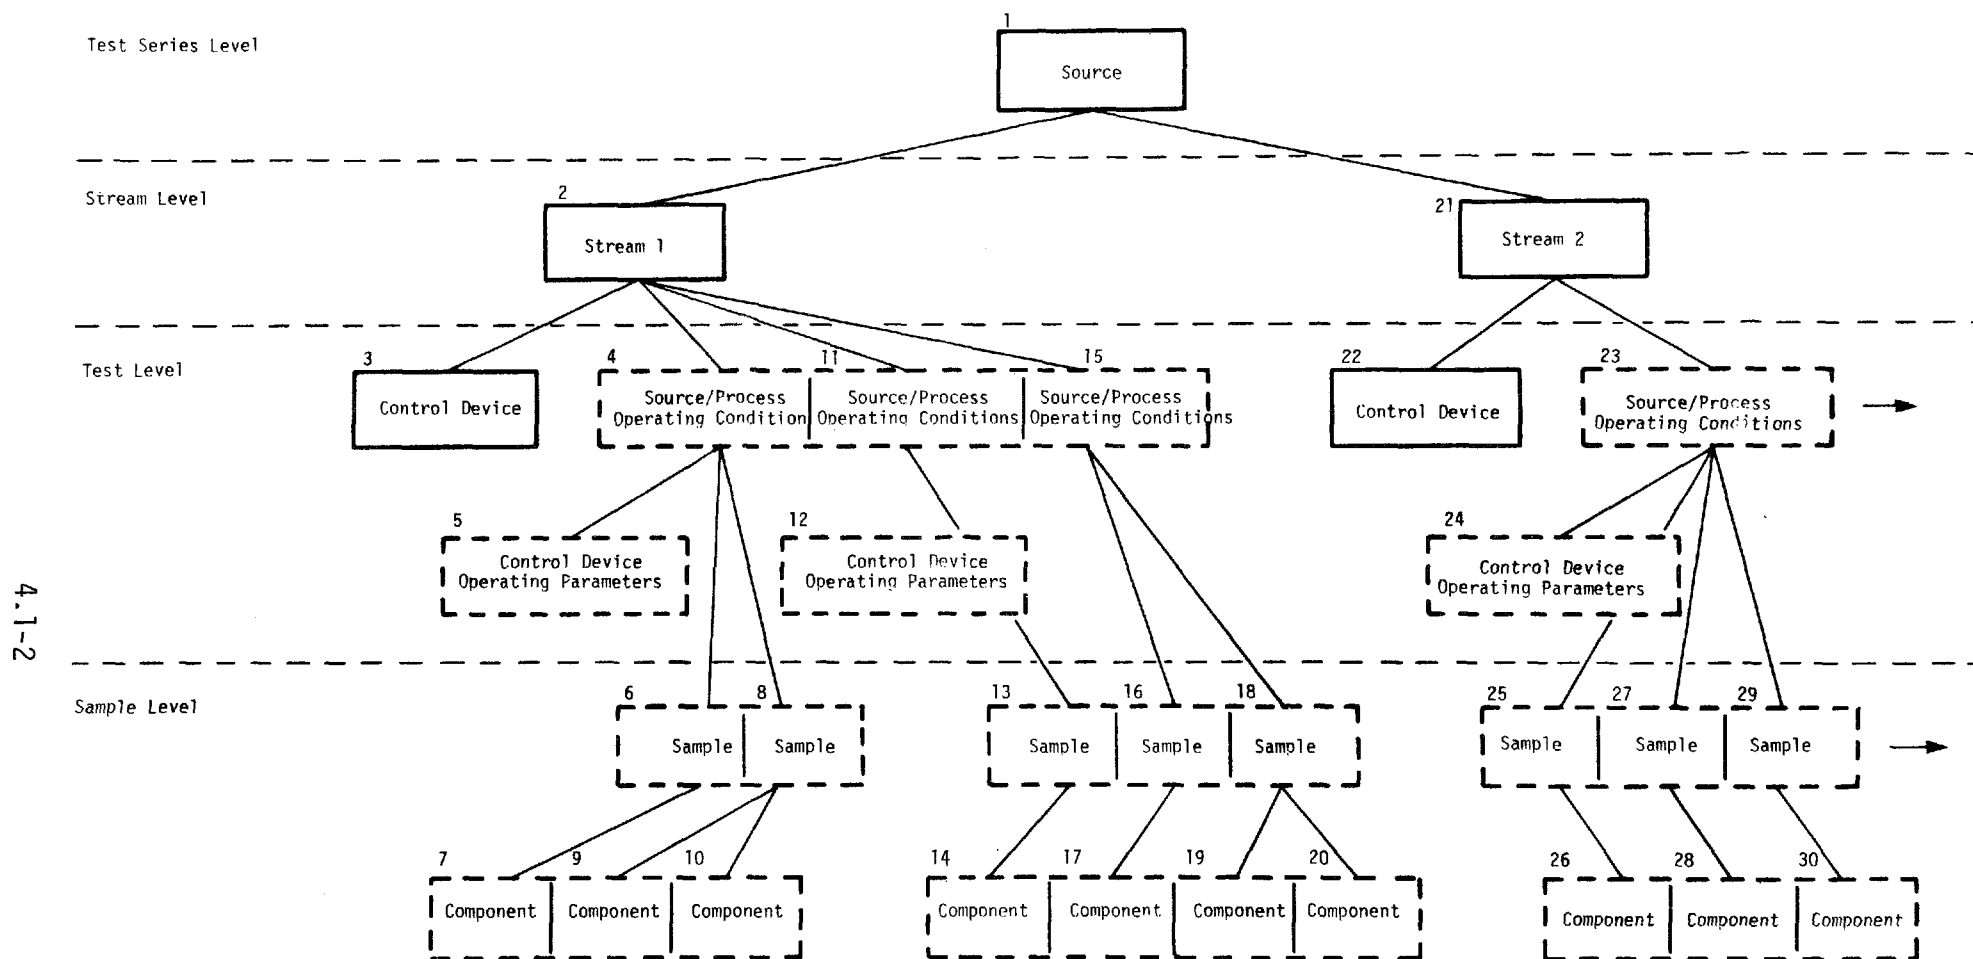 1
Test Series Level
Source
Stream Level
2
21
Stream 1
Stream 2
Test Level
3
4
11
15
22
23
Control Device
Source/Process
Operating Condition
Source/Process
Operating Conditions
Source/Process
Operating Conditions
Control Device
Source/Process
Operating Conditions
5
12
24
Control Device
Operating Parameters
Control Device
Operating Parameters
Control Device
Operating Parameters
4.1-2
Sample Level
6
8
13
16
18
25
27
29
Sample
Sample
Sample
Sample
Sample
Sample
Sample
Sample
7
9
10
14
17
19
20
26
28
30
Component
Component
Component
Component
Component
Component
Component
Component
Component
Component